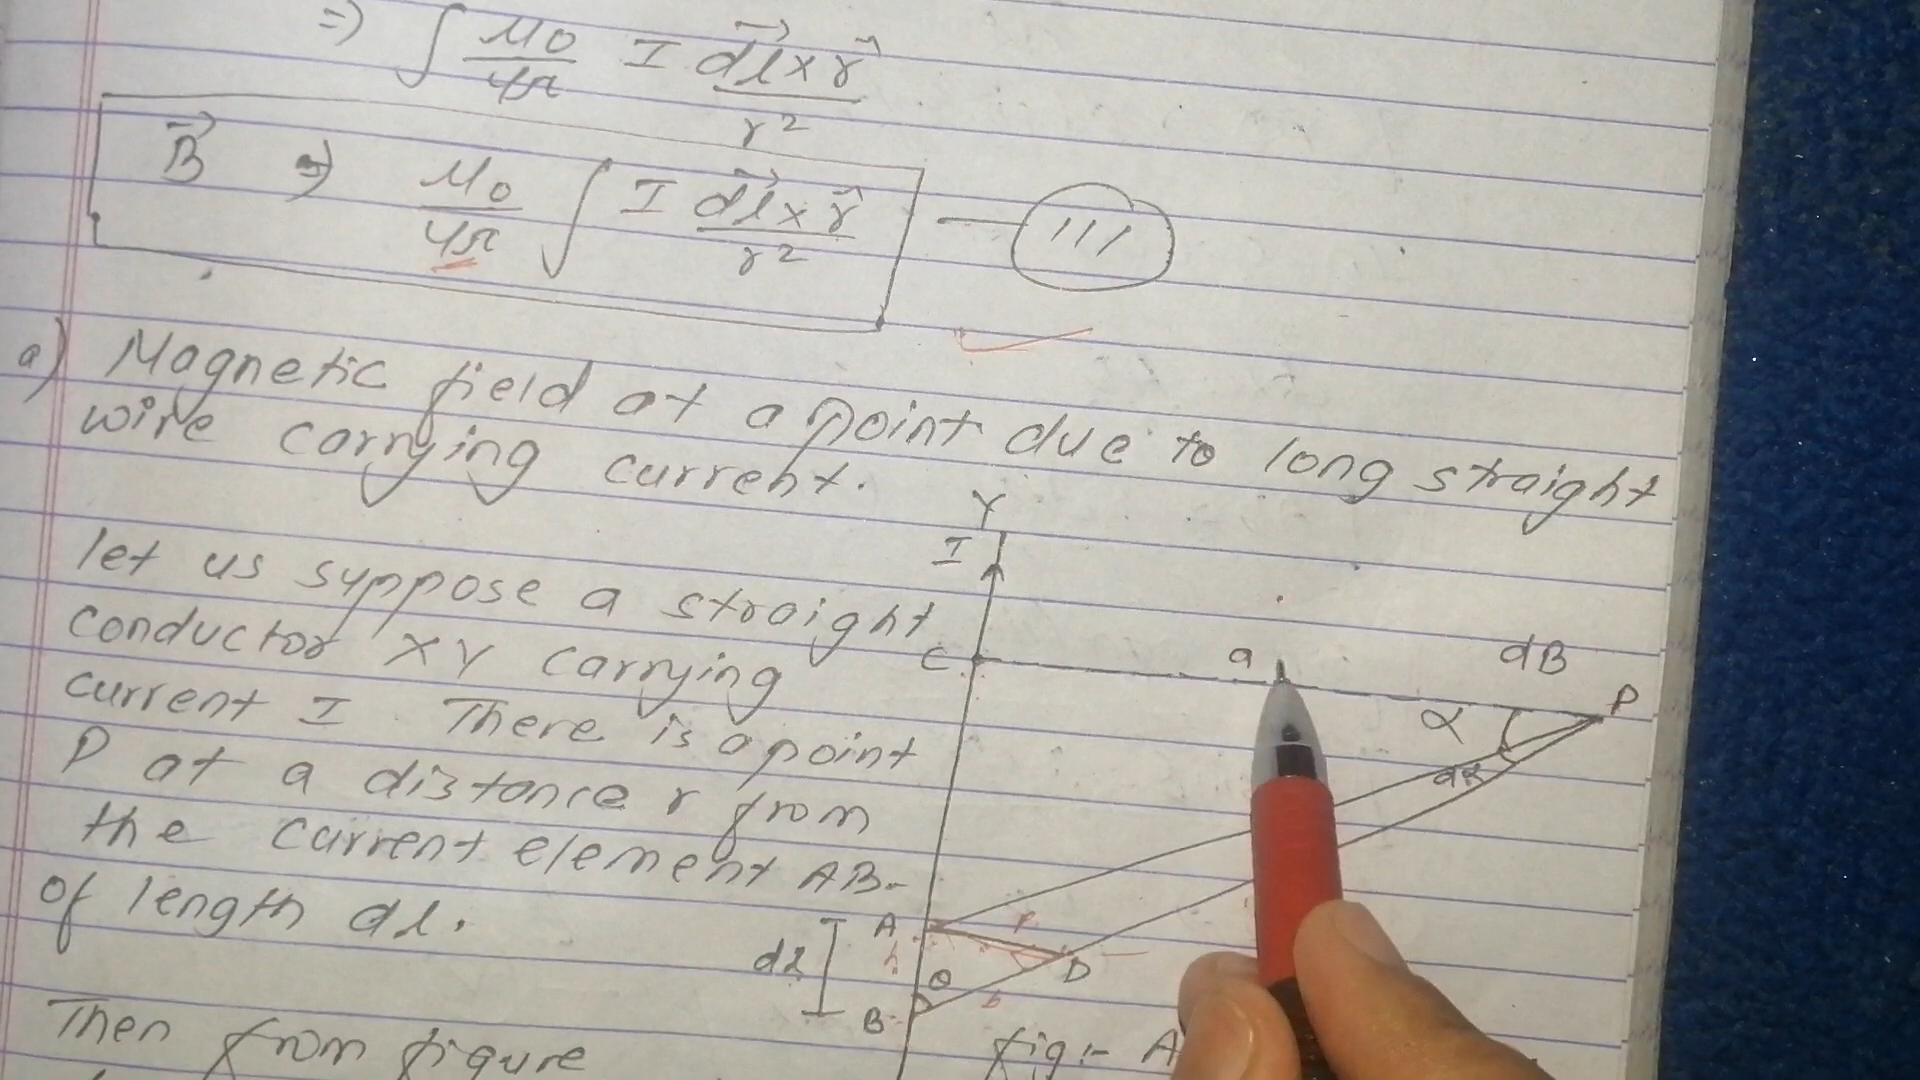 ⇒ ∫ μ0/4π I dl⃗×r⃗/r²
B⃗ ⇒ μ0/4π ∫ I dl⃗×r⃗/r² — III
a) Magnetic field at a point due to long straight
wire carrying current.
Y
I
let us suppose a straight
conductor XY carrying
C a dB
current I There is a point
P
α
P at a distance r from
dα
the current element AB
of length dl.
A
dl
D
θ
B
Then from figure
fig:- A